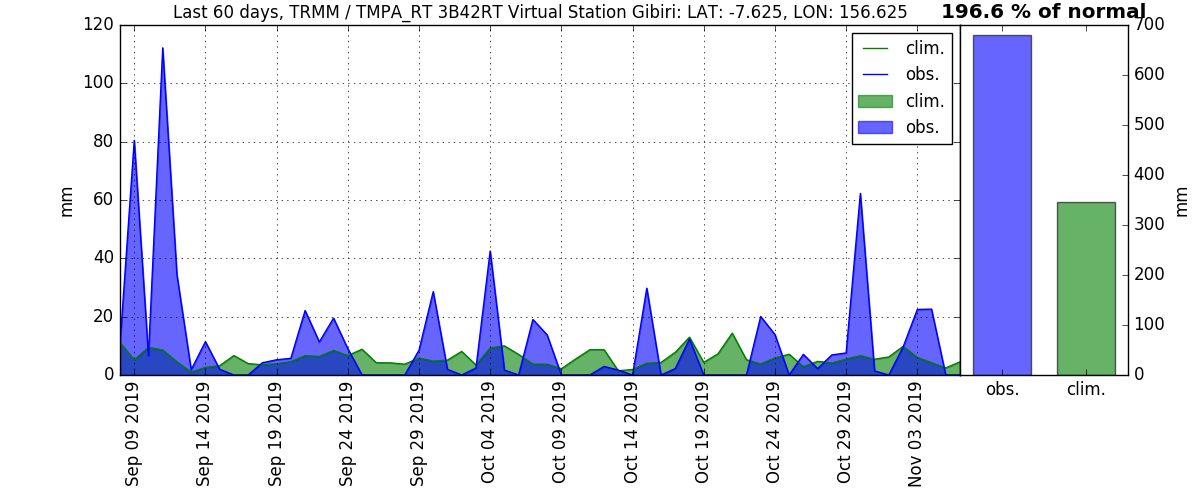 Last 60 days, TRMM / TMPA_RT 3B42RT Virtual Station Gibiri: LAT: -7.625, LON: 156.625
196.6 % of normal
120
100
80
60
40
20
0
mm
clim.
obs.
clim.
obs.
700
600
500
400
300
200
100
0
mm
obs.
clim.
Sep 09 2019
Sep 14 2019
Sep 19 2019
Sep 24 2019
Sep 29 2019
Oct 04 2019
Oct 09 2019
Oct 14 2019
Oct 19 2019
Oct 24 2019
Oct 29 2019
Nov 03 2019